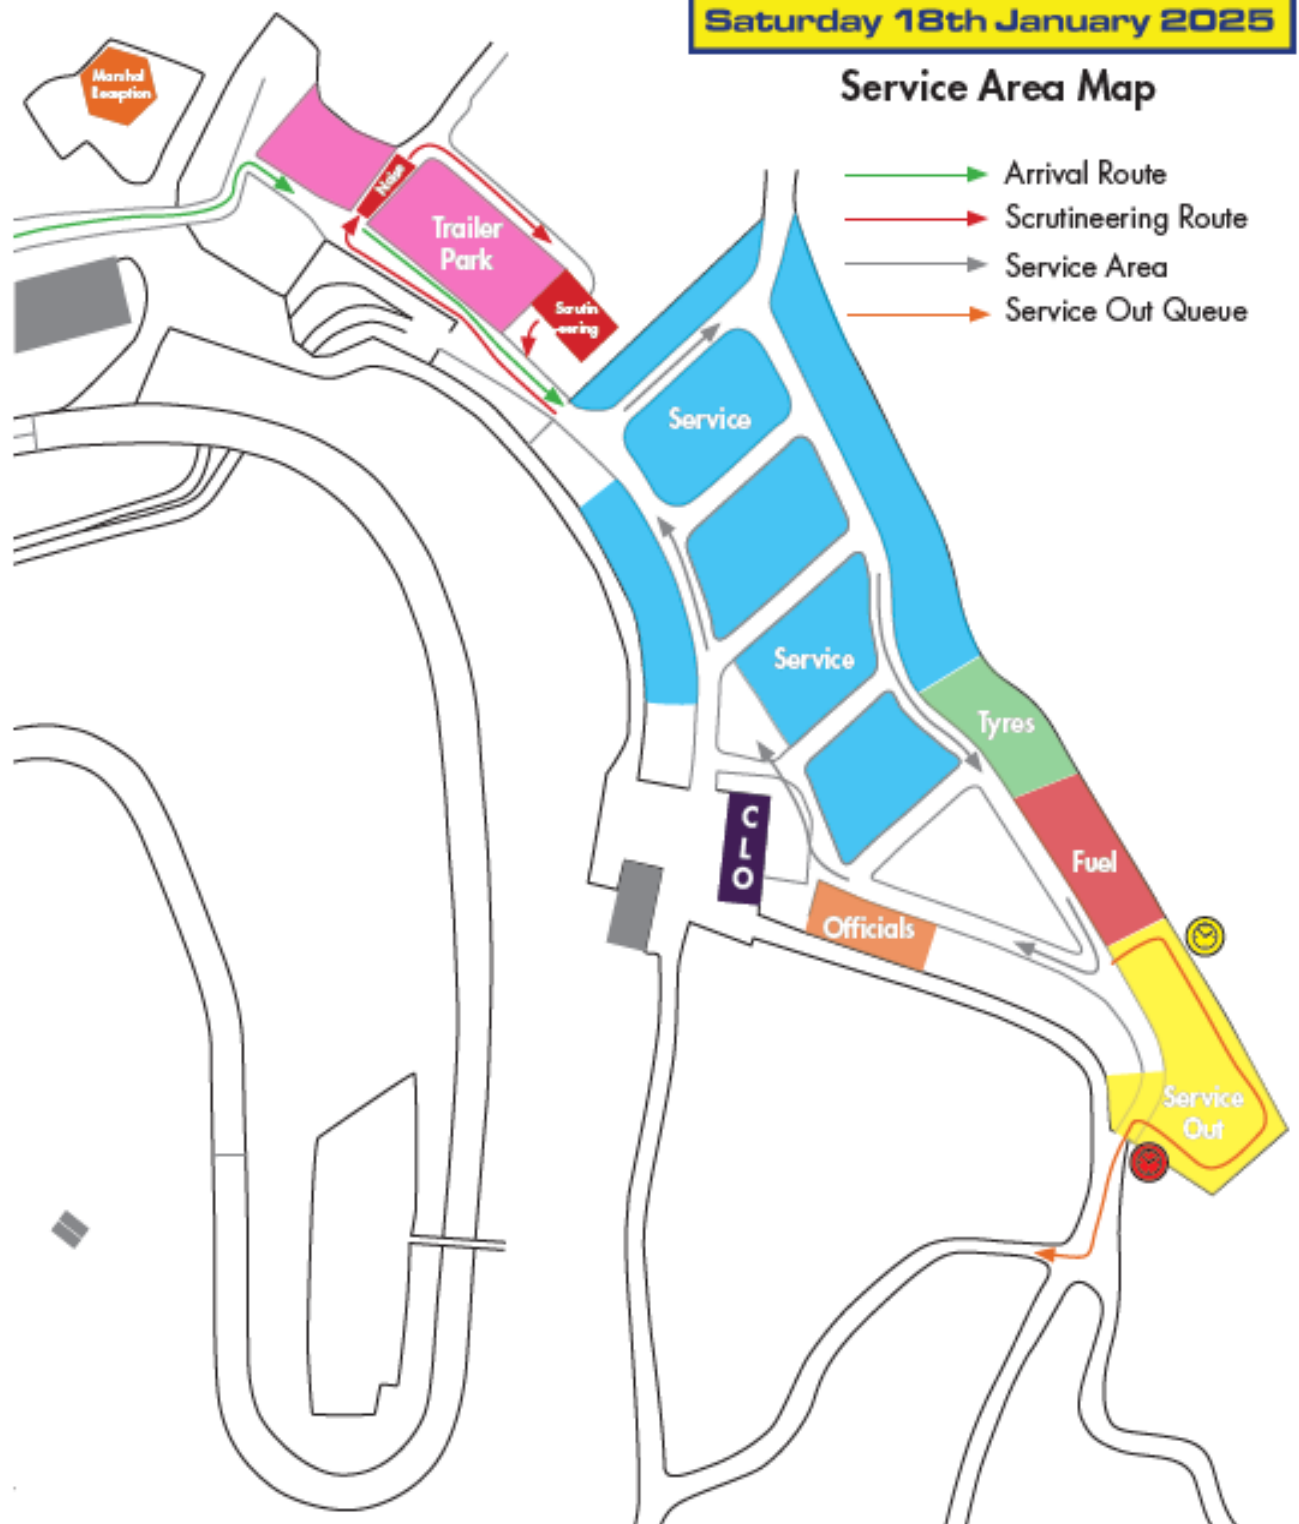 Saturday 18th January 2025
Service Area Map
Arrival Route
Scrutineering Route
Service Area
Service Out Queue
Marshal
Reception
Noise
Trailer
Park
Scrutin
-eering
Service
Service
Tyres
Fuel
C
L
O
Officials
Service
Out